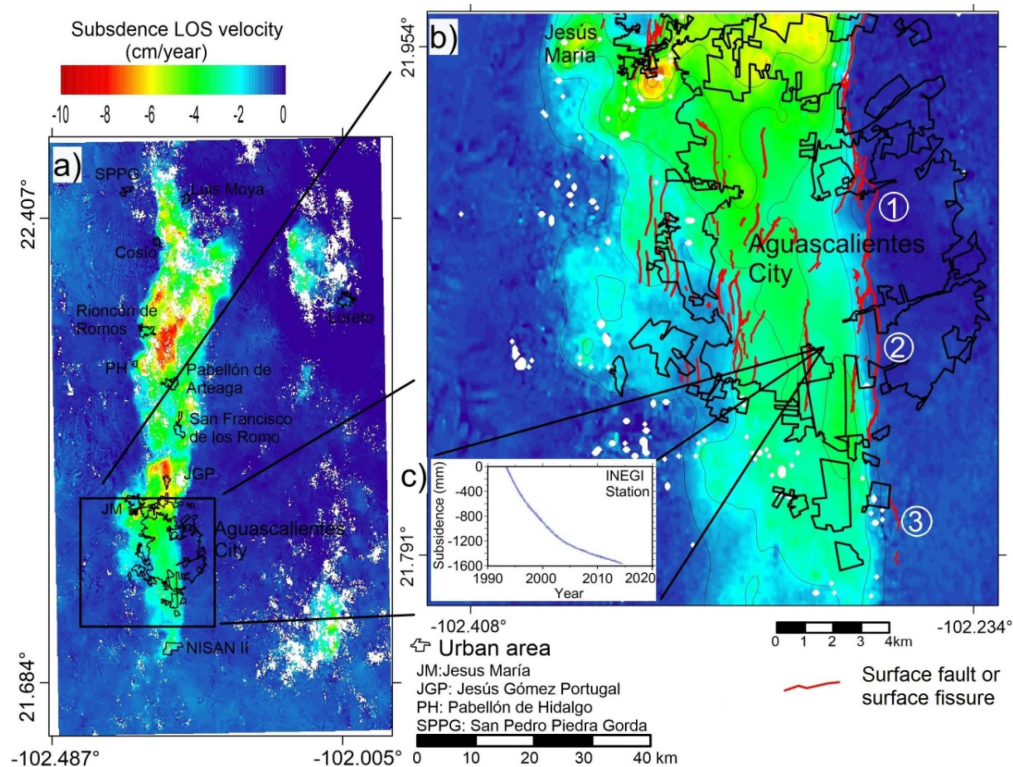 Subsdence LOS velocity
(cm/year)
-10 -8 -6 -5 -4 -2 0
a)
SPPG
Luis Moya
Cosio
Rioncón de
Romos
Loreto
PH
Pabellón de
Arteaga
San Francisco
de los Romo
JGP
JM
Aguascalientes
City
NISAN II
22.407°
21.684°
-102.487°
-102.005°
b)
Jesús
María
21.954°
Aguascalientes
City
1
2
3
21.791°
-102.408°
-102.234°
c)
INEGI
Station
Subsidence (mm)
0
-400
-800
-1200
-1600
1990 2000 2010 2020
Year
Urban area
JM:Jesus María
JGP: Jesús Gómez Portugal
PH: Pabellón de Hidalgo
SPPG: San Pedro Piedra Gorda
0 10 20 30 40 km
0 1 2 3 4km
Surface fault or
surface fissure